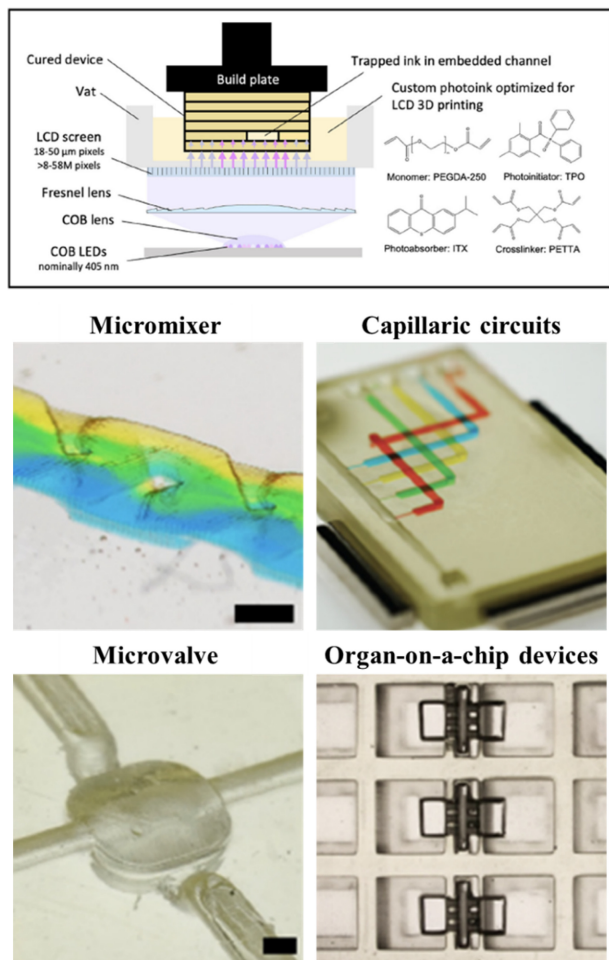 Cured device
Vat
LCD screen
18-50 µm pixels
>8-58M pixels
Fresnel lens
COB lens
COB LEDs
nominally 405 nm
Build plate
Trapped ink in embedded channel
Custom photoink optimized for
LCD 3D printing
Monomer: PEGDA-250
Photoinitiator: TPO
Photoabsorber: ITX
Crosslinker: PETTA
Micromixer
Capillaric circuits
Microvalve
Organ-on-a-chip devices